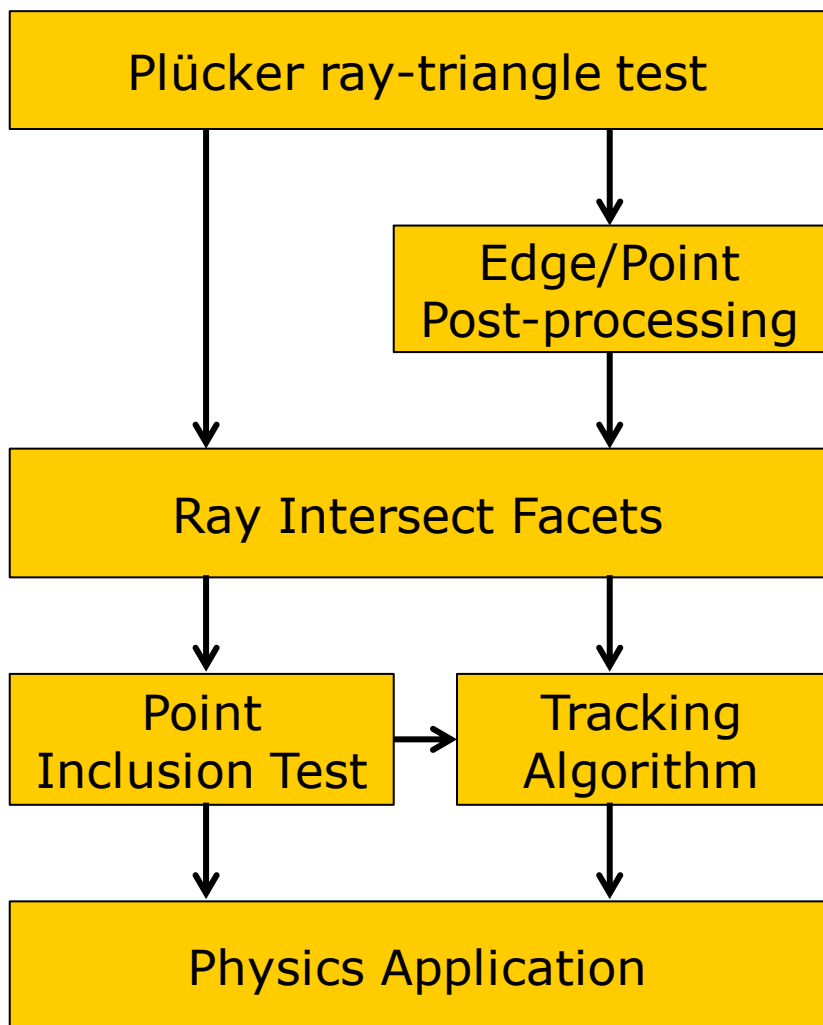 Plücker ray-triangle test
Edge/Point
Post-processing
Ray Intersect Facets
Point
Inclusion Test
Tracking
Algorithm
Physics Application